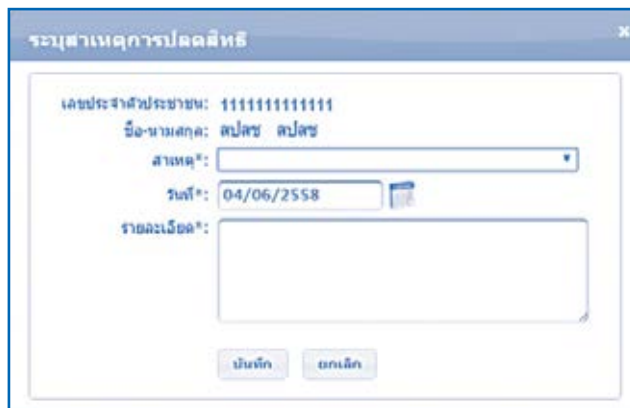 ระบุสาเหตุการปลดสิทธิ x
เลขประจำตัวประชาชน: 1111111111111
ชื่อ-นามสกุล: สปสช สปสช
สาเหตุ*:
วันที่*: 04/06/2558
รายละเอียด*:
บันทึก ยกเลิก